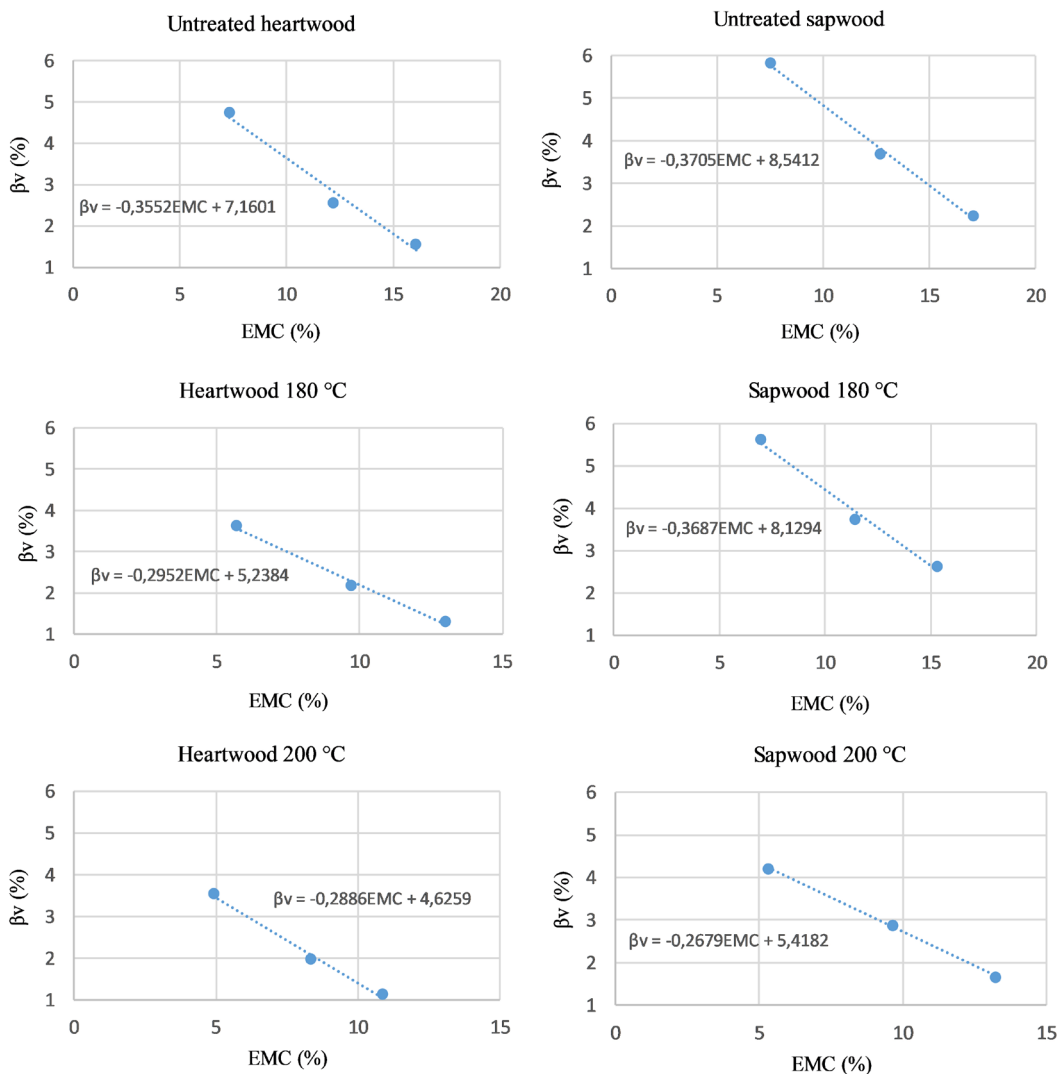 Untreated heartwood
6
5
4
3
2
1
0
5
10
15
20
βv (%)
EMC (%)
βv = -0,3552EMC + 7,1601
Untreated sapwood
6
5
4
3
2
1
0
5
10
15
20
βv (%)
EMC (%)
βv = -0,3705EMC + 8,5412
Heartwood 180 °C
6
5
4
3
2
1
0
5
10
15
βv (%)
EMC (%)
βv = -0,2952EMC + 5,2384
Sapwood 180 °C
6
5
4
3
2
1
0
5
10
15
20
βv (%)
EMC (%)
βv = -0,3687EMC + 8,1294
Heartwood 200 °C
6
5
4
3
2
1
0
5
10
15
βv (%)
EMC (%)
βv = -0,2886EMC + 4,6259
Sapwood 200 °C
6
5
4
3
2
1
0
5
10
15
βv (%)
EMC (%)
βv = -0,2679EMC + 5,4182